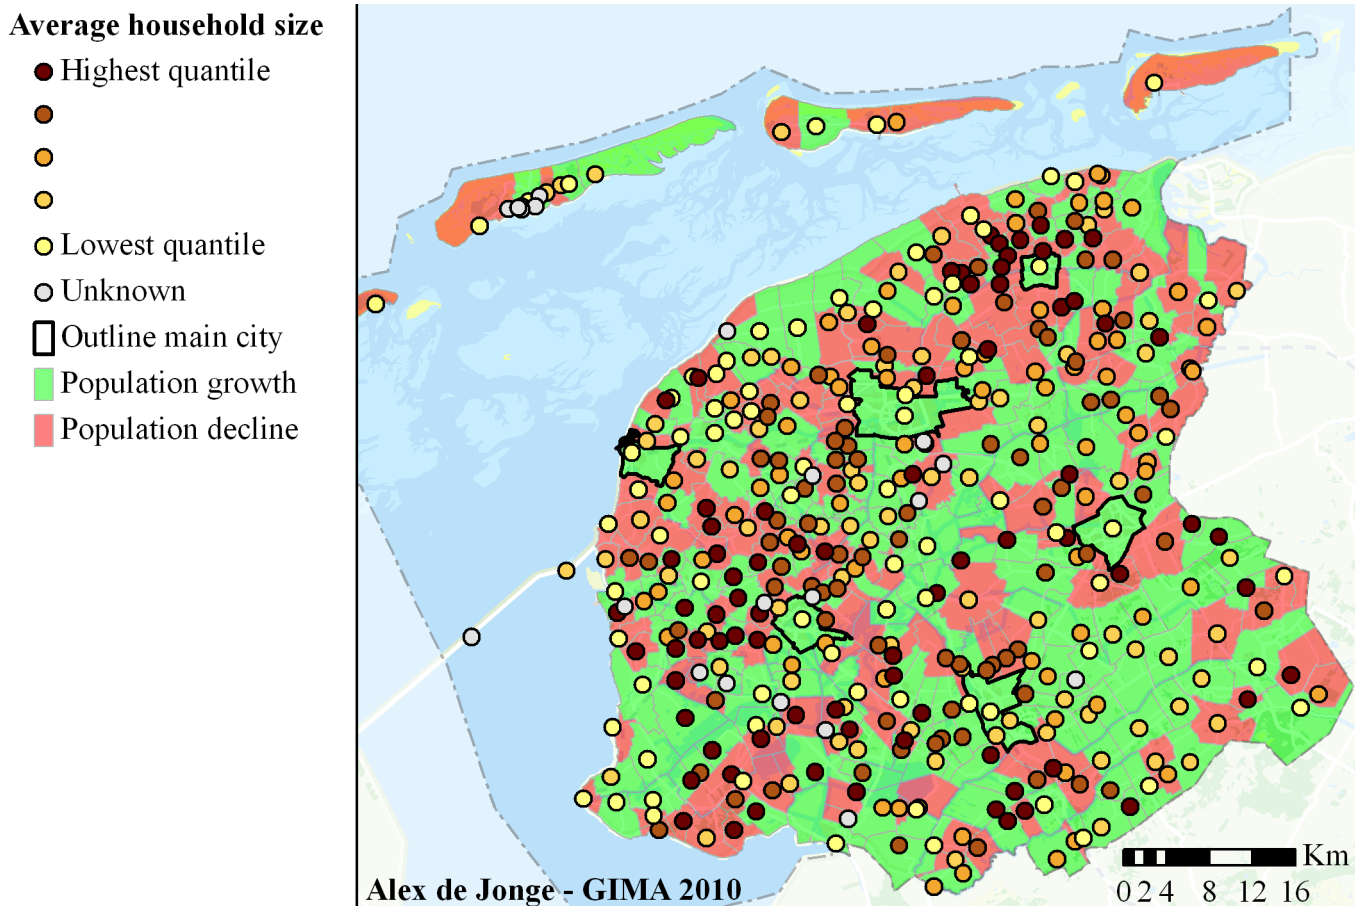 Average household size
Highest quantile
Lowest quantile
Unknown
Outline main city
Population growth
Population decline
Alex de Jonge - GIMA 2010
Km
0 2 4 8 12 16